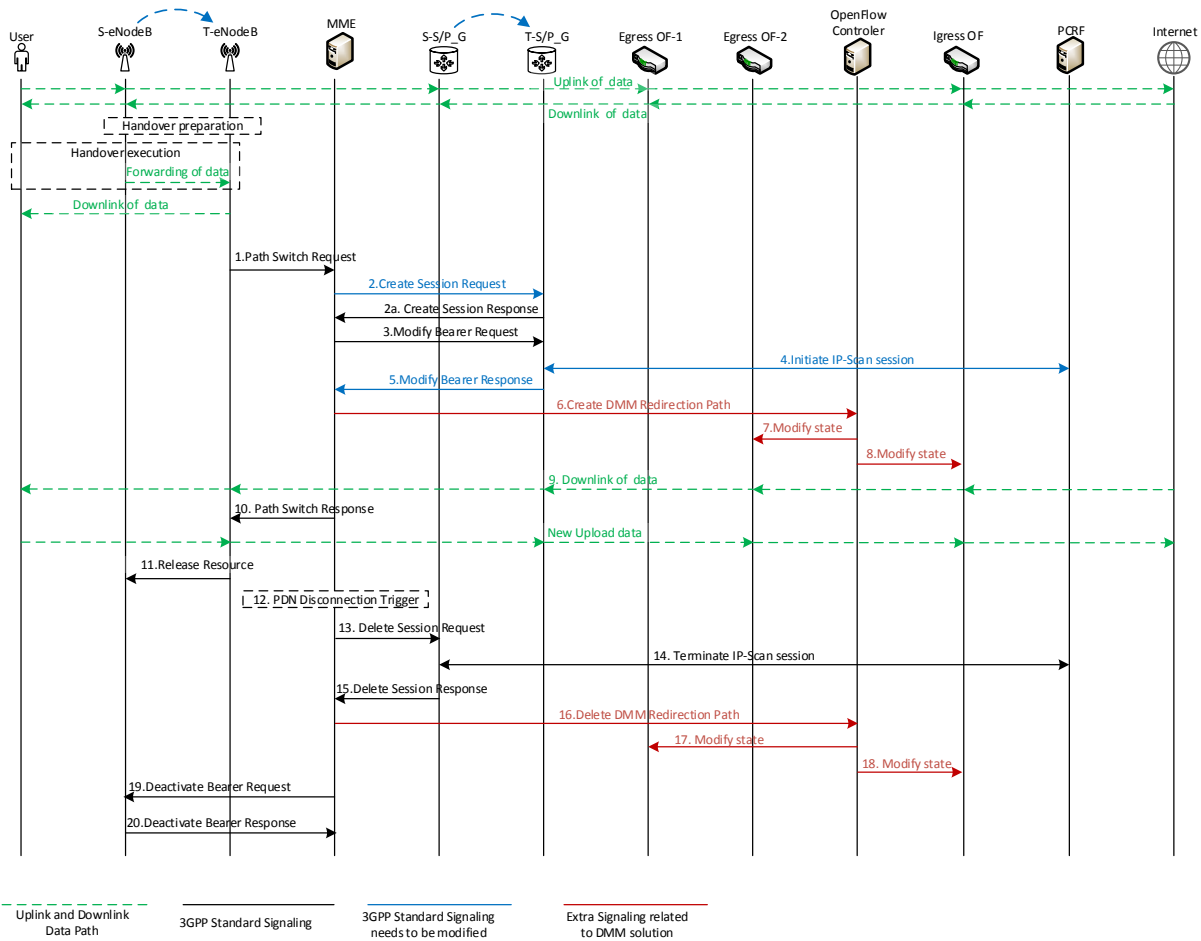 User
S-eNodeB
T-eNodeB
MME
S-S/P_G
T-S/P_G
Egress OF-1
Egress OF-2
OpenFlow
Controler
Igress OF
PCRF
Internet
Uplink of data
Downlink of data
Handover preparation
Handover execution
Forwarding of data
Downlink of data
1.Path Switch Request
2.Create Session Request
2a. Create Session Response
3.Modify Bearer Request
4.Initiate IP-Scan session
5.Modify Bearer Response
6.Create DMM Redirection Path
7.Modify state
8.Modify state
9. Downlink of data
10. Path Switch Response
New Upload data
11.Release Resource
12. PDN Disconnection Trigger
13. Delete Session Request
14. Terminate IP-Scan session
15.Delete Session Response
16.Delete DMM Redirection Path
17. Modify state
18. Modify state
19.Deactivate Bearer Request
20.Deactivate Bearer Response
Uplink and Downlink
Data Path
3GPP Standard Signaling
3GPP Standard Signaling
needs to be modified
Extra Signaling related
to DMM solution